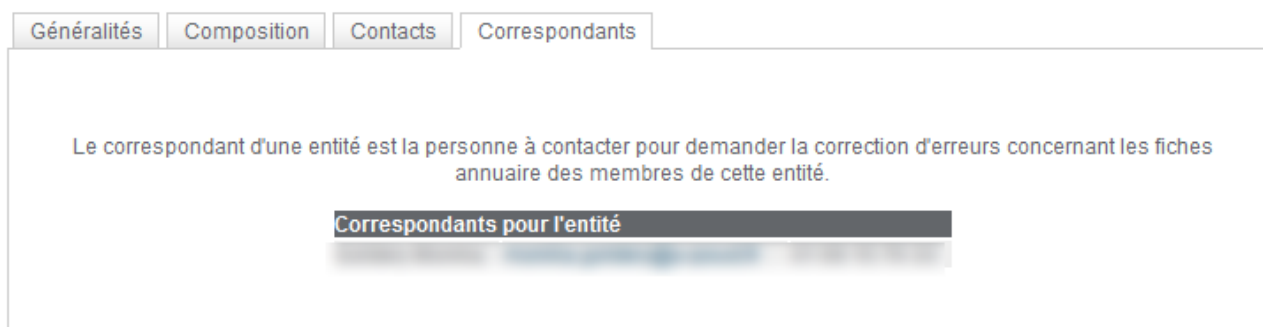 Généralités Composition Contacts Correspondants
Le correspondant d'une entité est la personne à contacter pour demander la correction d'erreurs concernant les fiches
annuaire des membres de cette entité.
Correspondants pour l'entité